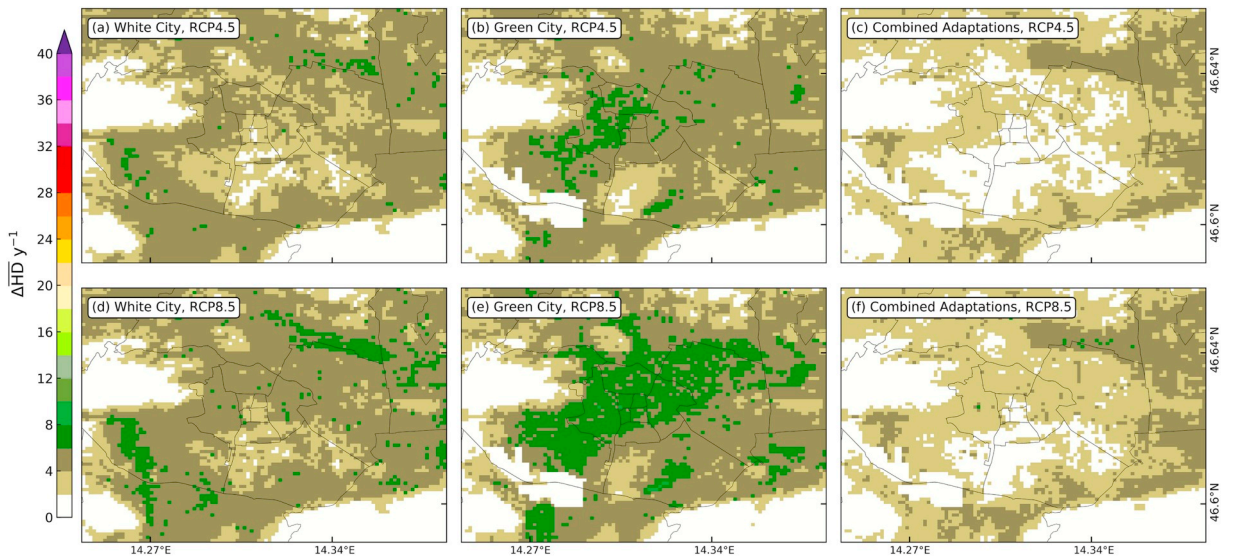 (a) White City, RCP4.5
(b) Green City, RCP4.5
(c) Combined Adaptations, RCP4.5
40
36
32
28
24
20
16
12
8
4
0
ΔHD̅ y⁻¹
46.64°N
46.6°N
(d) White City, RCP8.5
(e) Green City, RCP8.5
(f) Combined Adaptations, RCP8.5
46.64°N
46.6°N
14.27°E
14.34°E
14.27°E
14.34°E
14.27°E
14.34°E